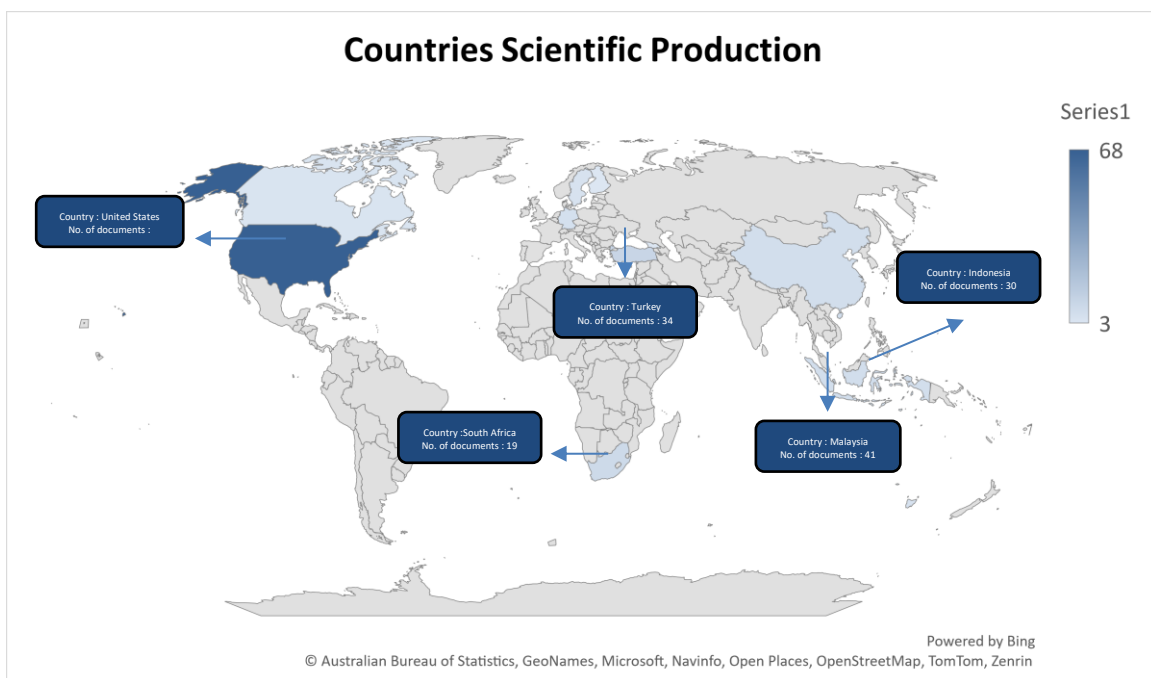 Countries Scientific Production
Series1
68
3
Country : United States
No. of documents :
Country : Indonesia
No. of documents : 30
Country : Turkey
No. of documents : 34
Country :South Africa
No. of documents : 19
Country : Malaysia
No. of documents : 41
Powered by Bing
© Australian Bureau of Statistics, GeoNames, Microsoft, Navinfo, Open Places, OpenStreetMap, TomTom, Zenrin